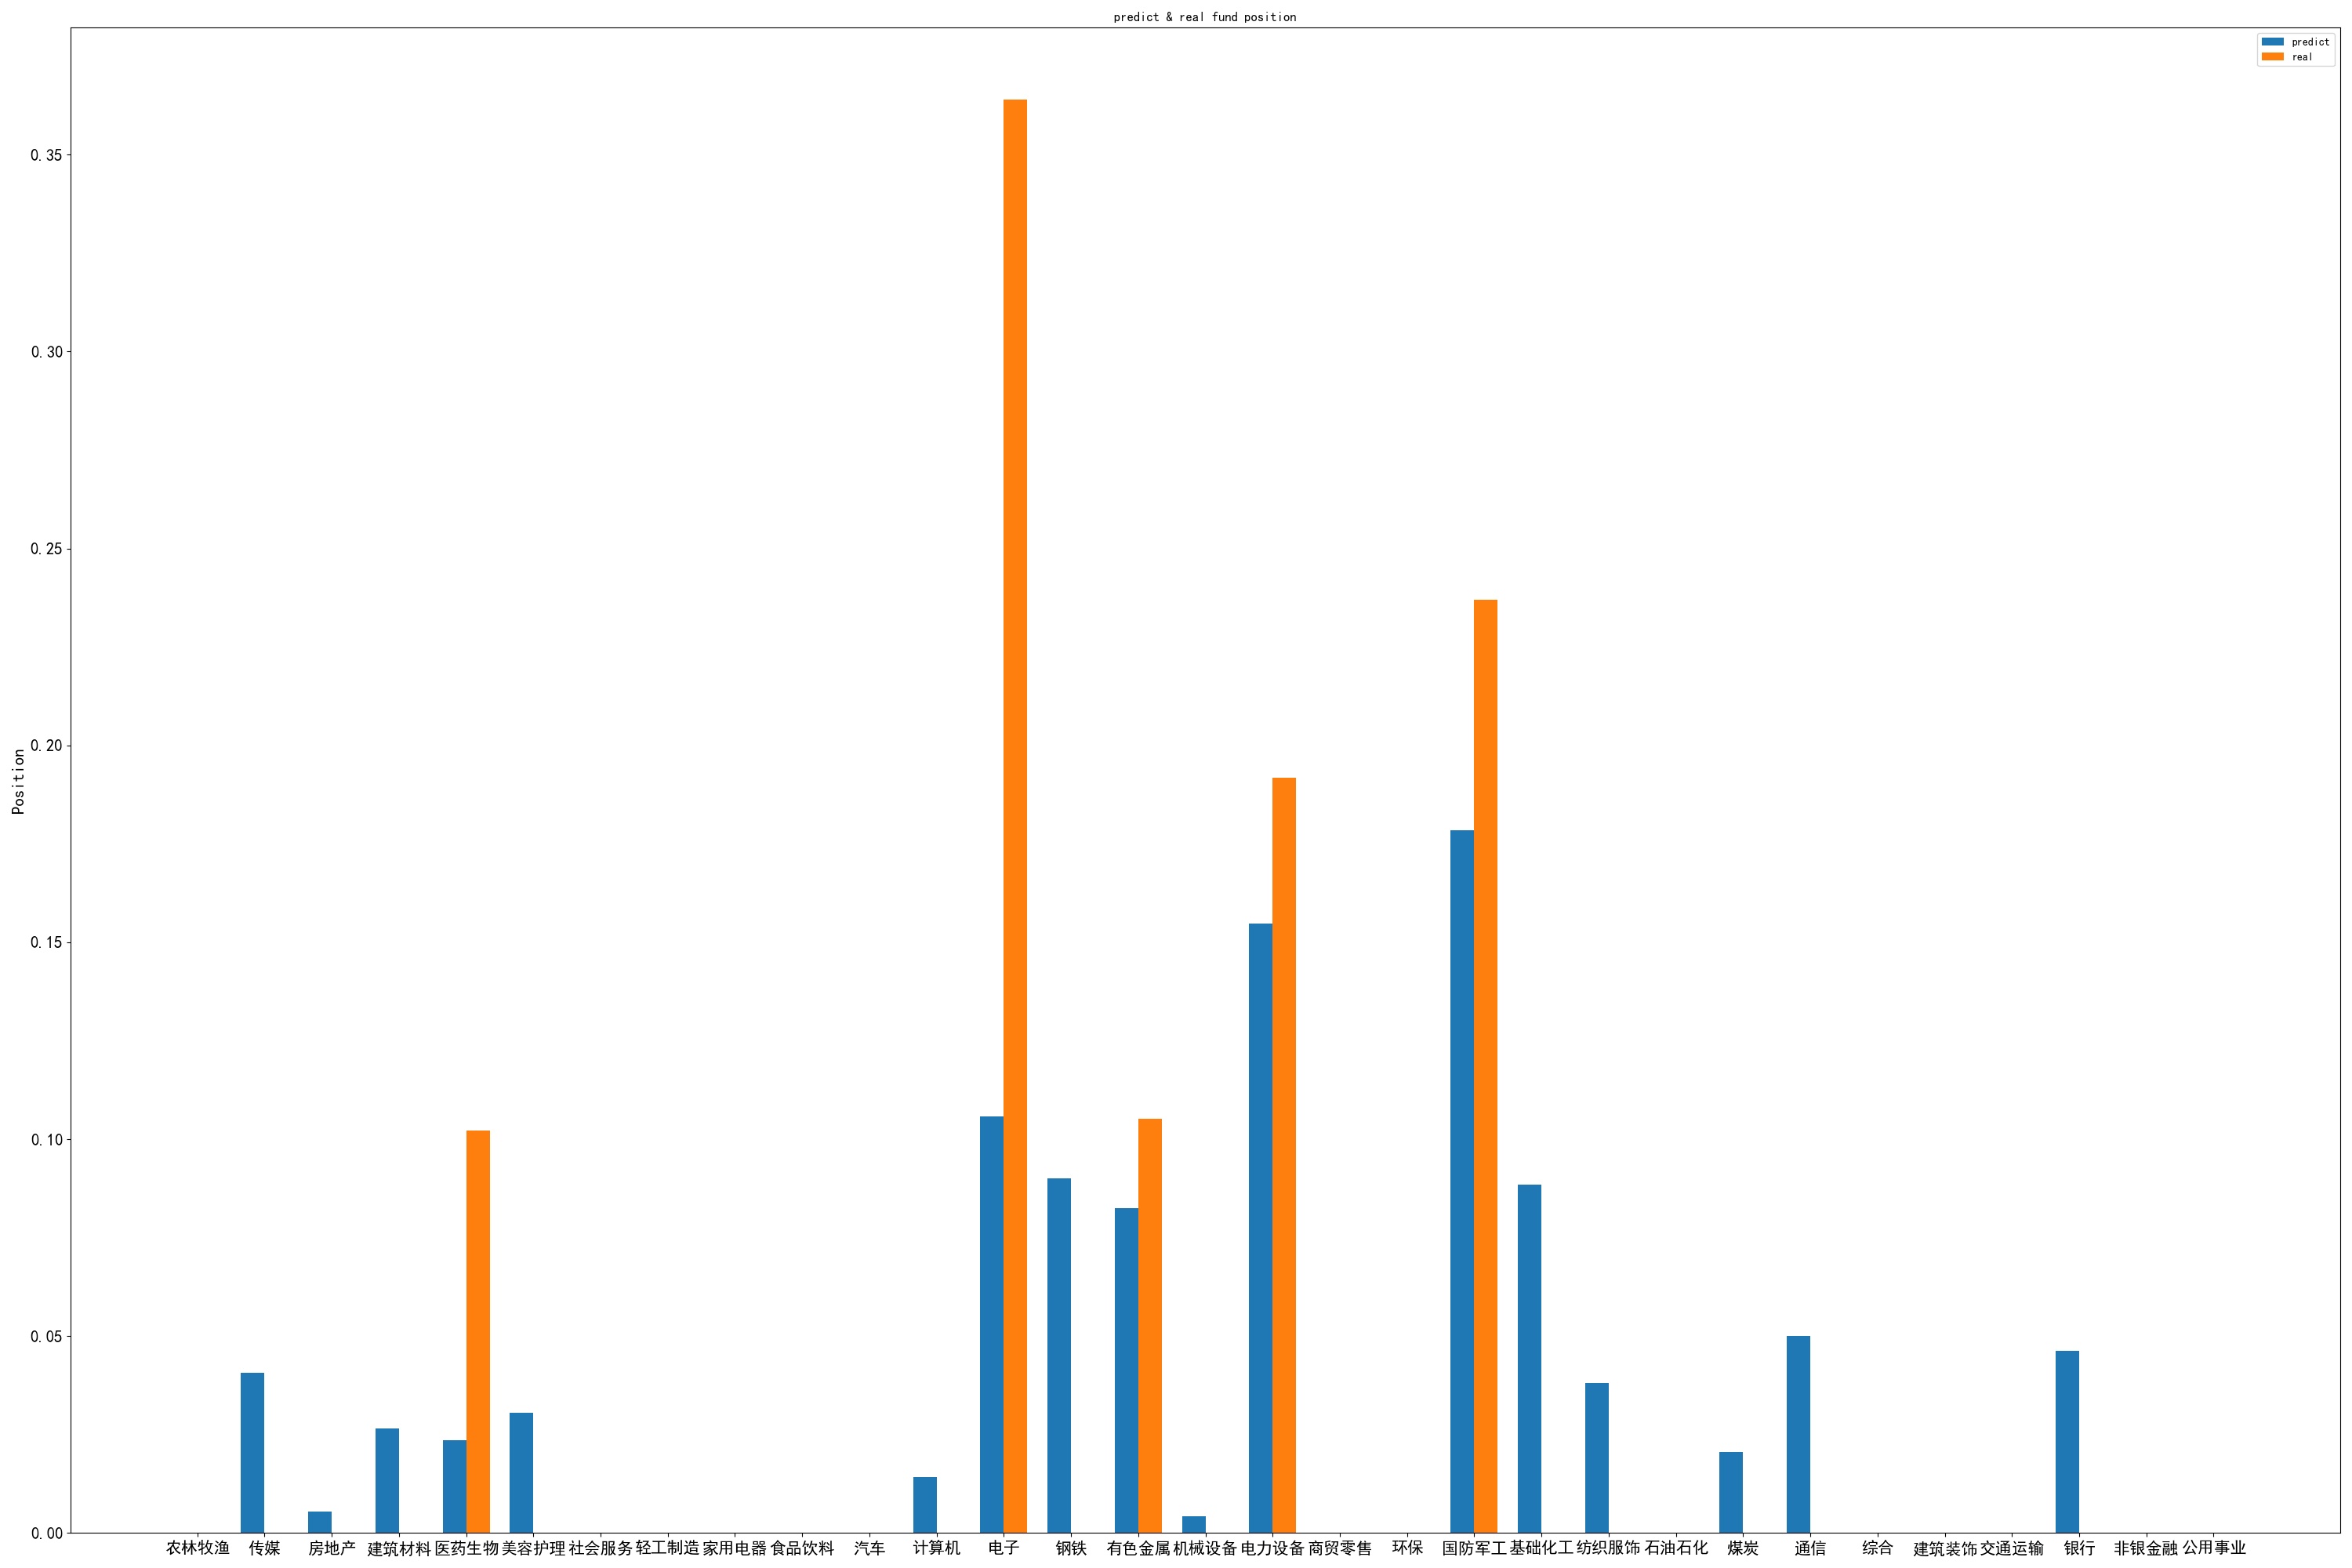 predict & real fund position
predict
real
Position
0.35
0.30
0.25
0.20
0.15
0.10
0.05
0.00
农林牧渔 传媒 房地产 建筑材料 医药生物 美容护理 社会服务 轻工制造 家用电器 食品饮料 汽车 计算机 电子 钢铁 有色金属 机械设备 电力设备 商贸零售 环保 国防军工 基础化工 纺织服饰 石油石化 煤炭 通信 综合 建筑装饰 交通运输 银行 非银金融 公用事业